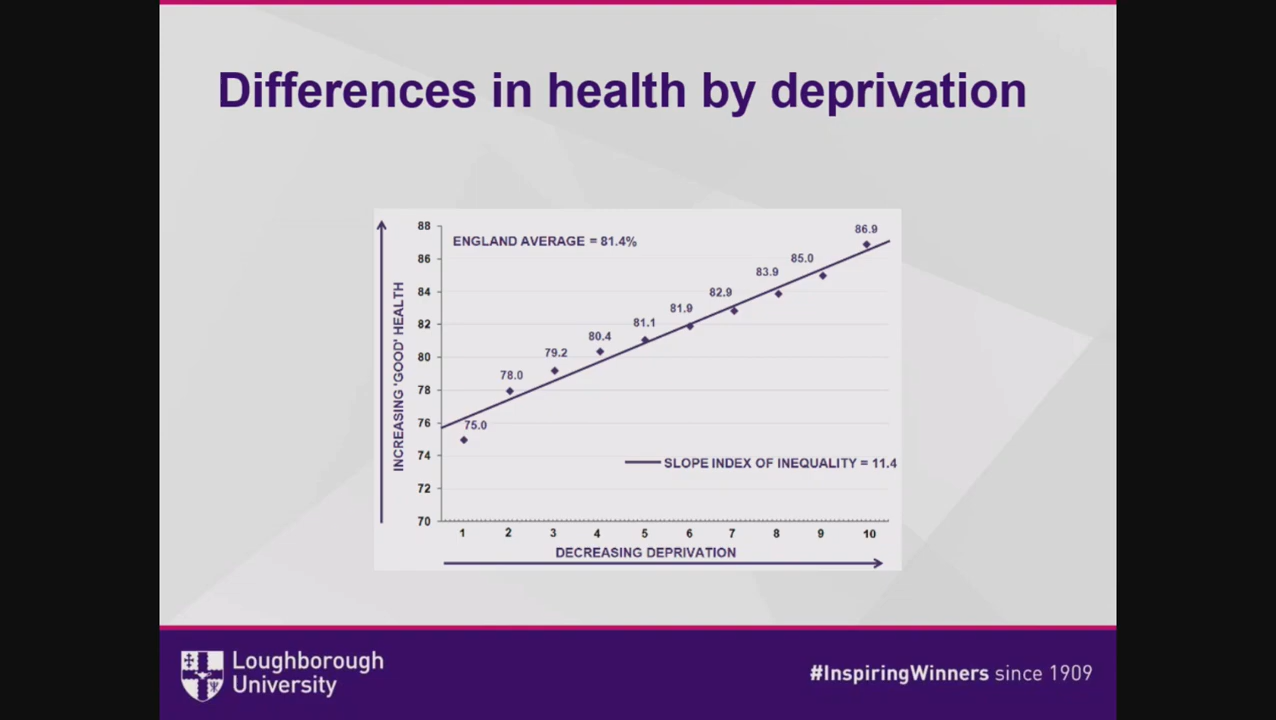 Differences in health by deprivation
ENGLAND AVERAGE = 81.4%
INCREASING 'GOOD' HEALTH
88
86
84
82
80
78
76
74
72
70
75.0
78.0
79.2
80.4
81.1
81.9
82.9
83.9
85.0
86.9
SLOPE INDEX OF INEQUALITY = 11.4
1 2 3 4 5 6 7 8 9 10
DECREASING DEPRIVATION
Loughborough
University
#InspiringWinners since 1909